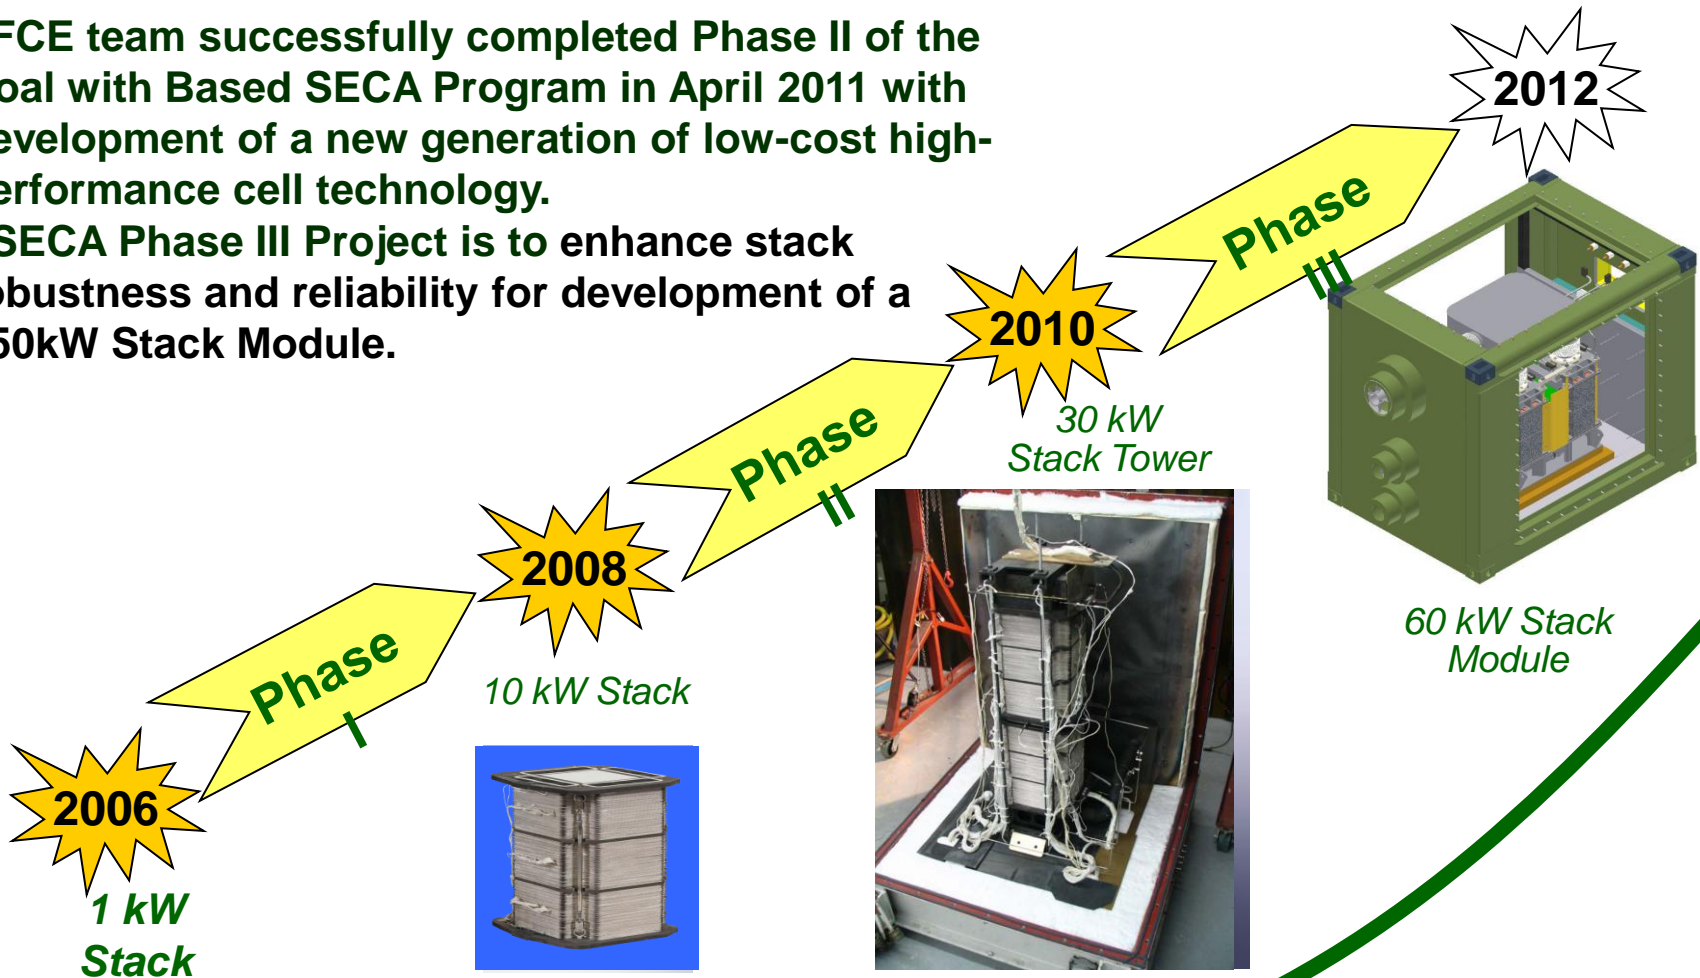 FCE team successfully completed Phase II of the
oal with Based SECA Program in April 2011 with
evelopment of a new generation of low-cost high-
erformance cell technology.
SECA Phase III Project is to enhance stack
obustness and reliability for development of a
50kW Stack Module.
2012
Phase
III
2010
30 kW
Stack Tower
Phase
II
60 kW Stack
Module
2008
10 kW Stack
Phase
I
2006
1 kW
Stack